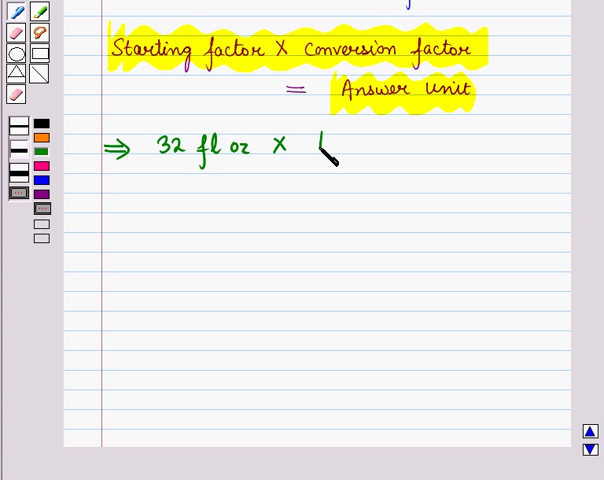 Starting factor X Conversion factor
= Answer unit
⇒ 32 fl oz X